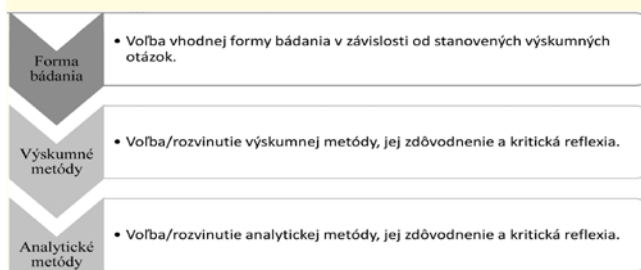 Forma
bádania
• Voľba vhodnej formy bádania v závislosti od stanovených výskumných
otázok.
Výskumné
metódy
• Voľba/rozvinutie výskumnej metódy, jej zdôvodnenie a kritická reflexia.
Analytické
metódy
• Voľba/rozvinutie analytickej metódy, jej zdôvodnenie a kritická reflexia.